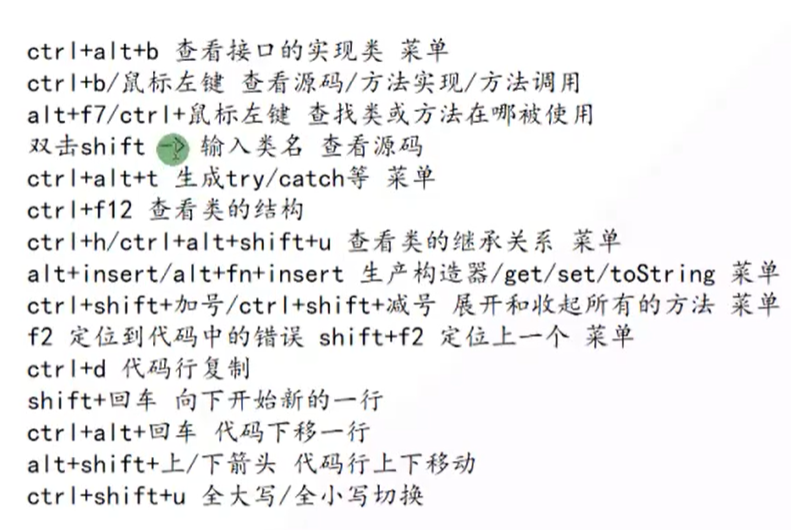 ctrl+alt+b 查看接口的实现类 菜单
ctrl+b/鼠标左键 查看源码/方法实现/方法调用
alt+f7/ctrl+鼠标左键 查找类或方法在哪被使用
双击shift -> 输入类名 查看源码
ctrl+alt+t 生成try/catch等 菜单
ctrl+f12 查看类的结构
ctrl+h/ctrl+alt+shift+u 查看类的继承关系 菜单
alt+insert/alt+fn+insert 生产构造器/get/set/toString 菜单
ctrl+shift+加号/ctrl+shift+减号 展开和收起所有的方法 菜单
f2 定位到代码中的错误 shift+f2 定位上一个 菜单
ctrl+d 代码行复制
shift+回车 向下开始新的一行
ctrl+alt+回车 代码下移一行
alt+shift+上/下箭头 代码行上下移动
ctrl+shift+u 全大写/全小写切换